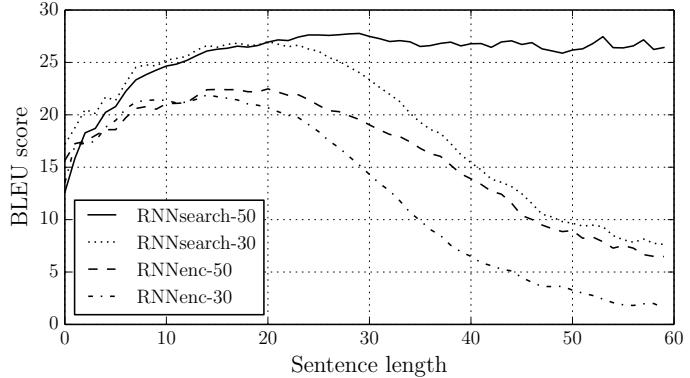 30
25
20
15
10
5
0
BLEU score
RNNsearch-50
RNNsearch-30
RNNenc-50
RNNenc-30
0 10 20 30 40 50 60
Sentence length